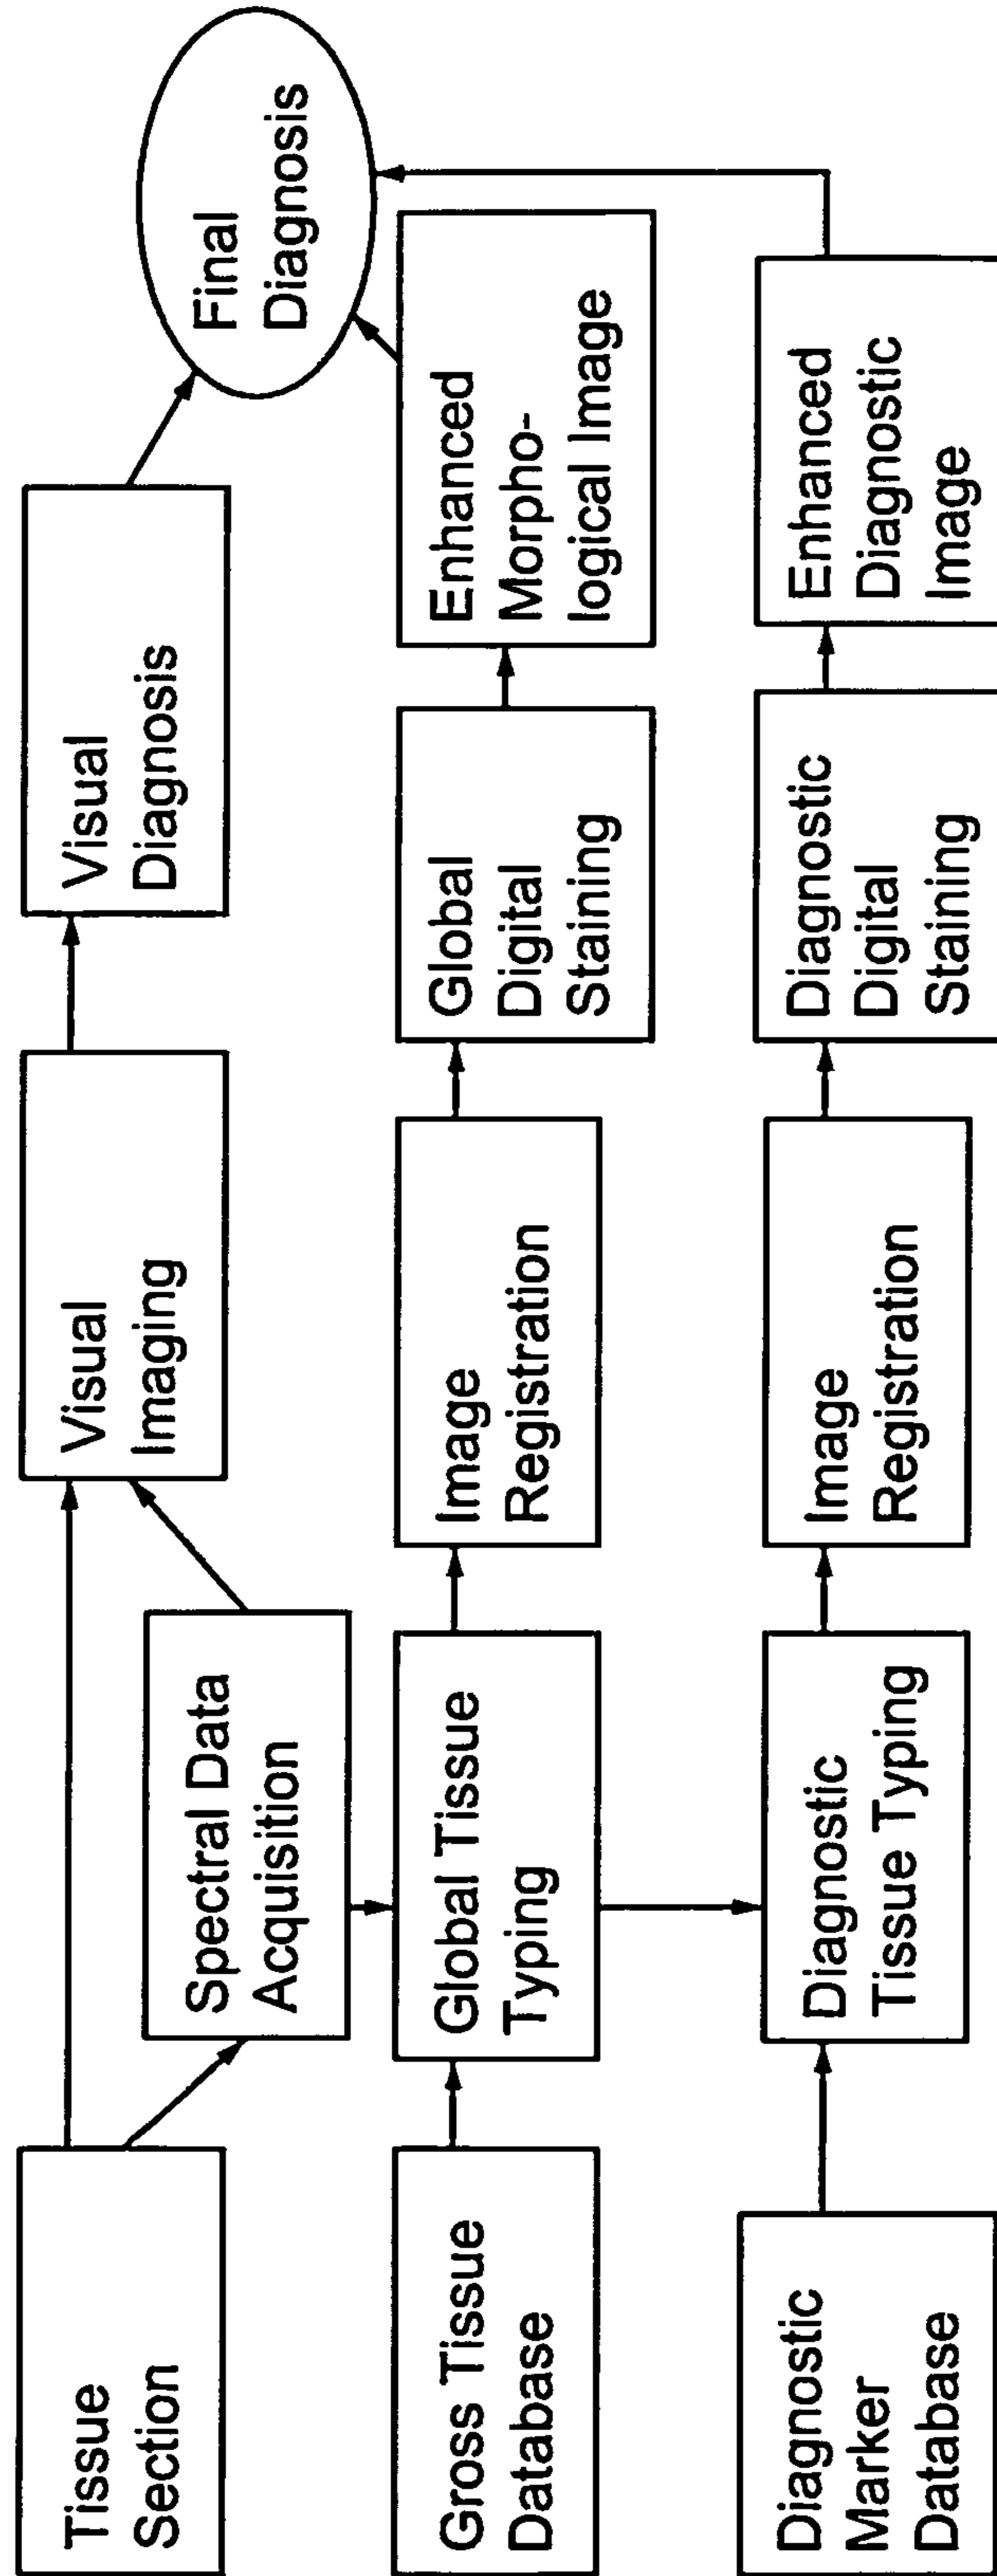 Tissue
Section
Spectral Data
Acquisition
Visual
Imaging
Visual
Diagnosis
Final
Diagnosis
Gross Tissue
Database
Global Tissue
Typing
Image
Registration
Global
Digital
Staining
Enhanced
Morpho-
logical Image
Diagnostic
Marker
Database
Diagnostic
Tissue Typing
Image
Registration
Diagnostic
Digital
Staining
Enhanced
Diagnostic
Image